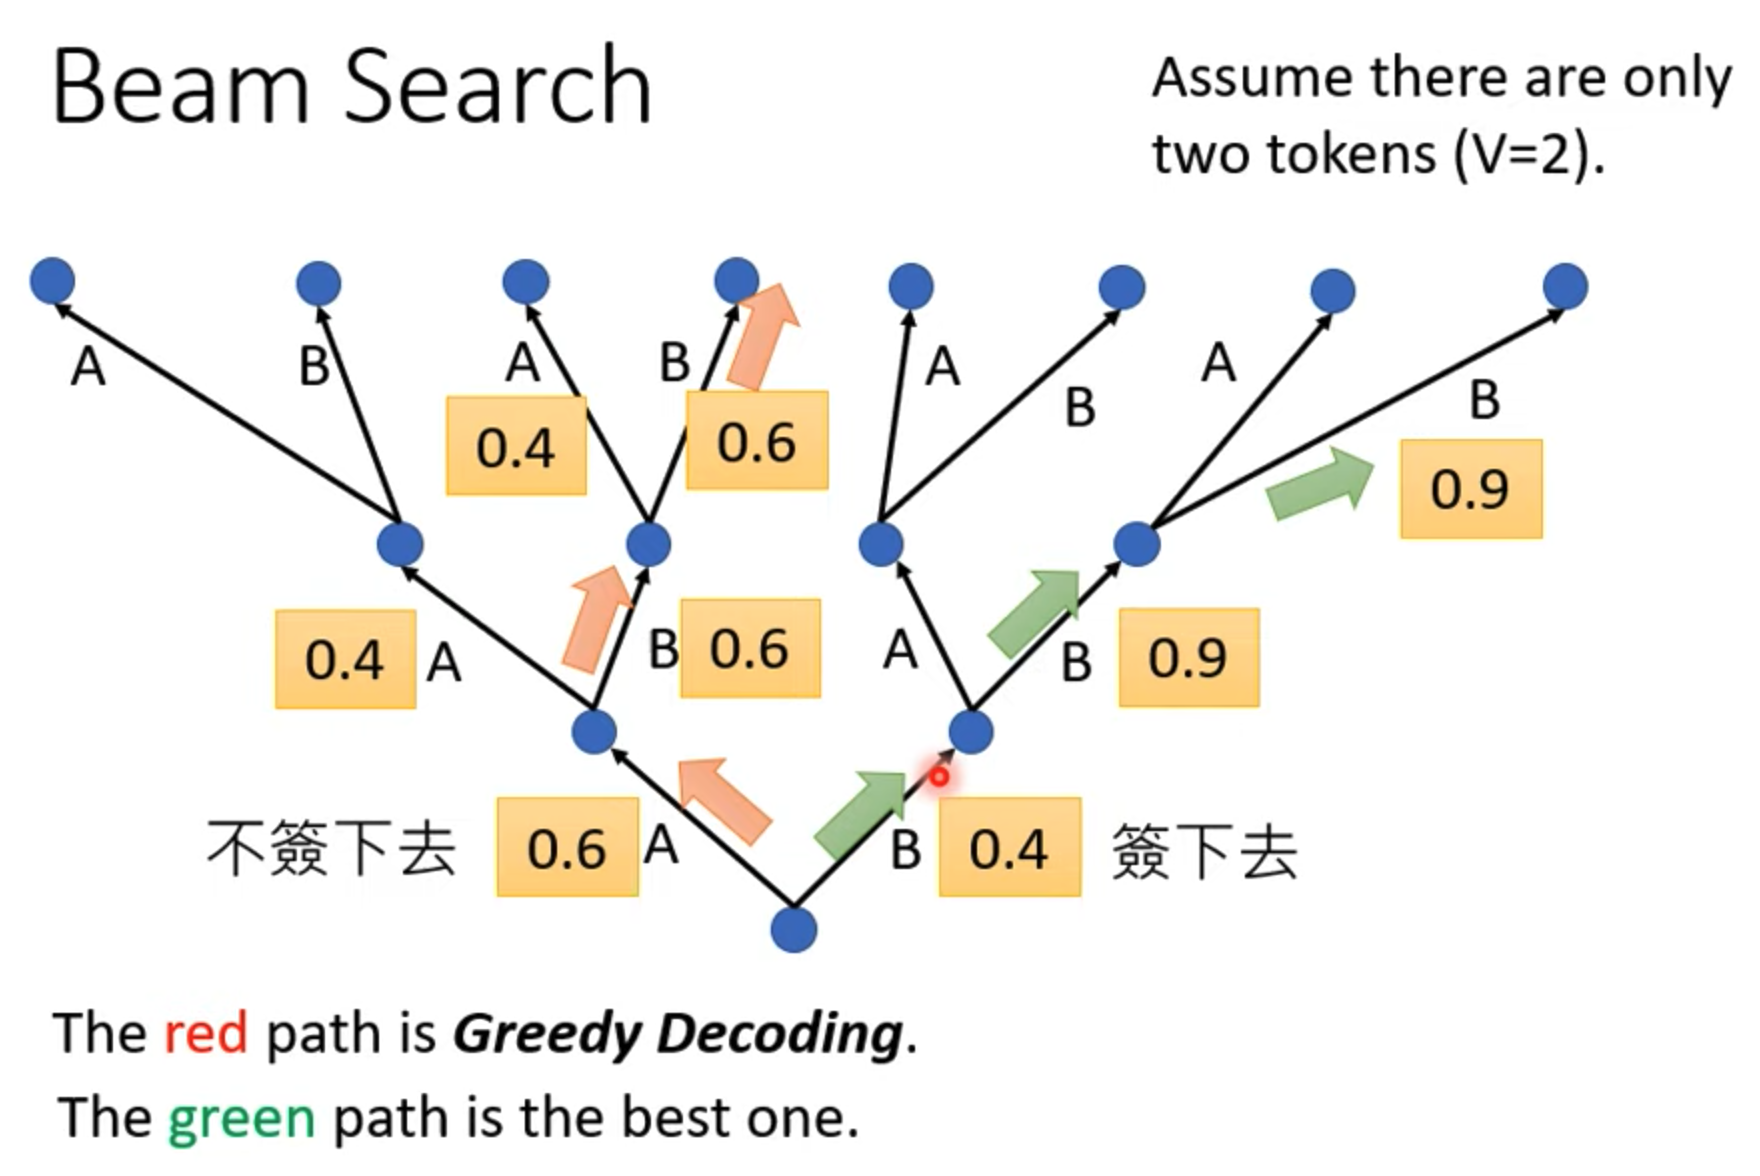 Beam Search
Assume there are only
two tokens (V=2).
A
B
A
B
A
B
A
B
0.4
0.6
0.9
0.4
A
B
0.6
A
B
0.9
不簽下去
0.6
A
B
0.4
簽下去
The red path is Greedy Decoding.
The green path is the best one.